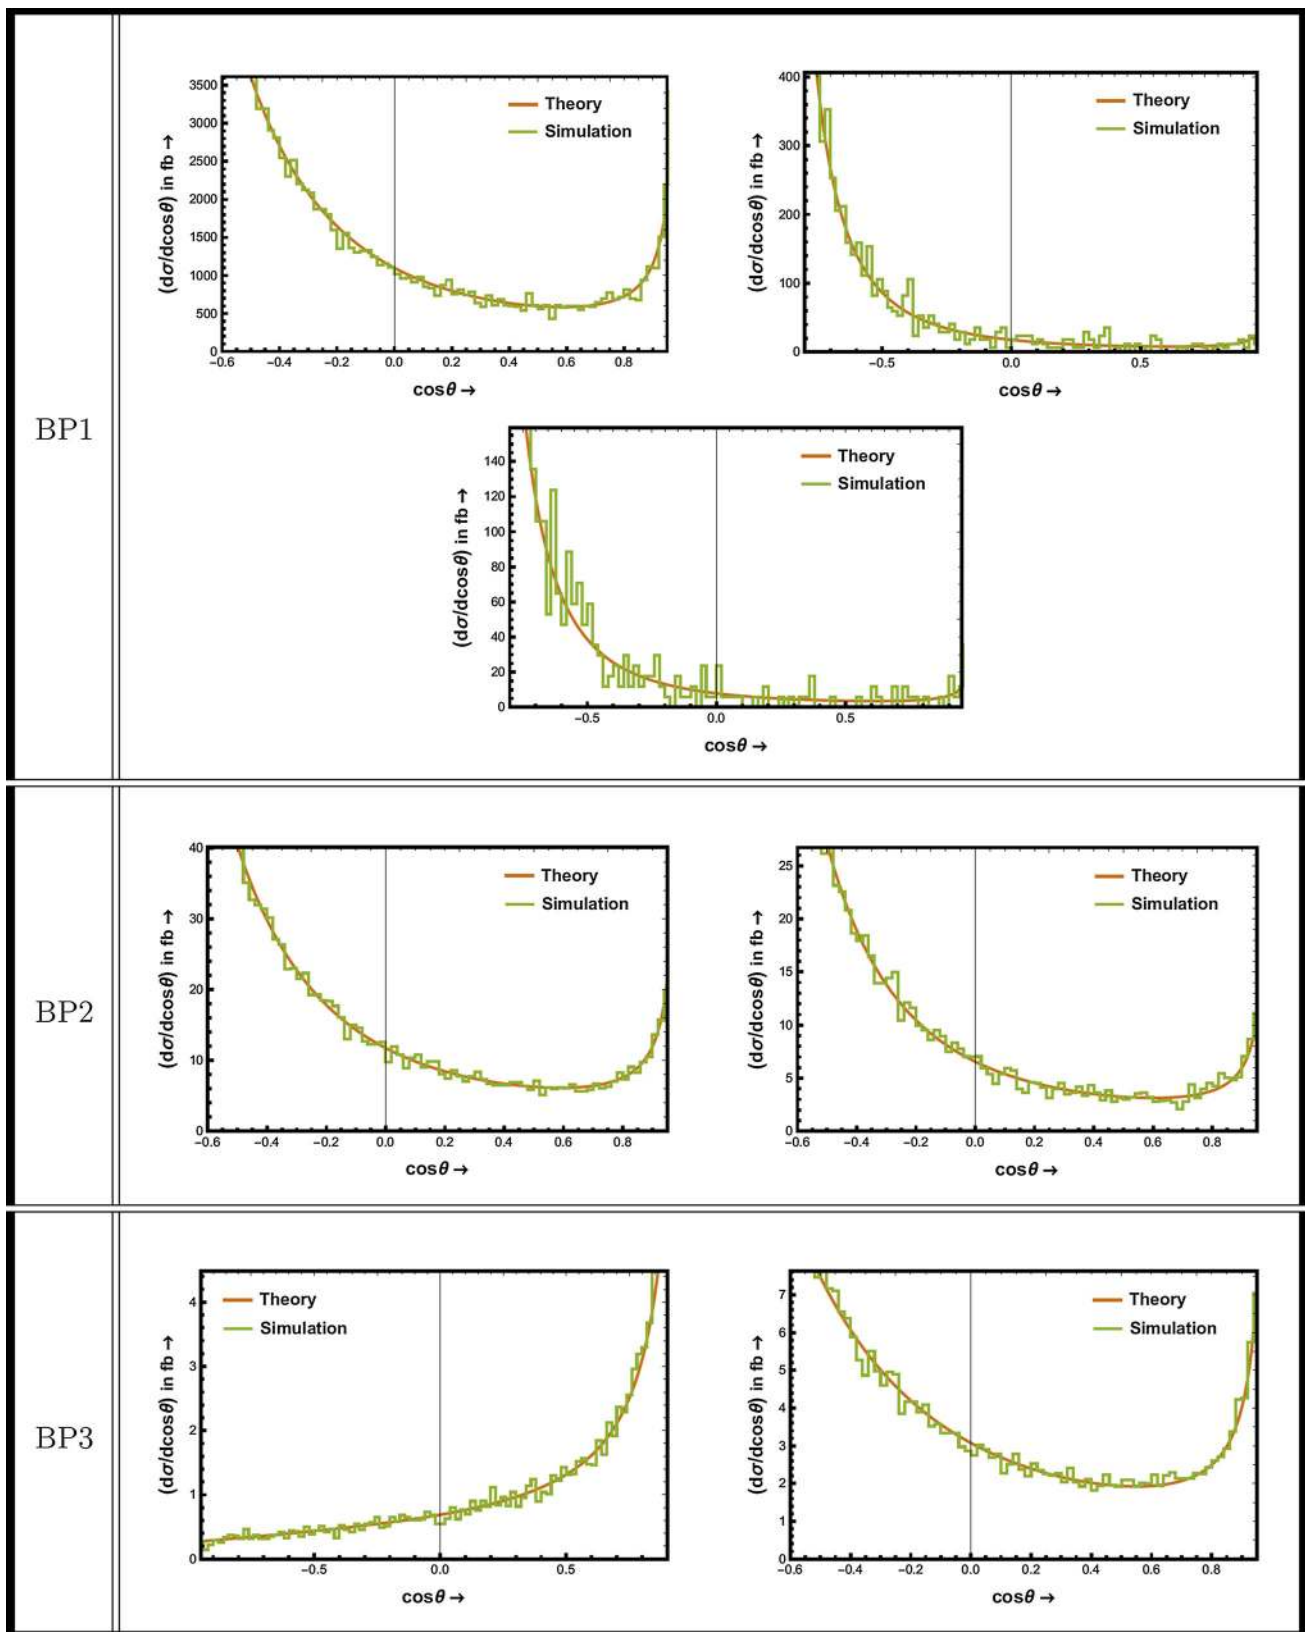 BP1
3500
3000
2500
2000
1500
1000
500
0
(dσ/dcosθ) in fb →
Theory
Simulation
−0.6 −0.4 −0.2 0.0 0.2 0.4 0.6 0.8
cosθ →
400
300
200
100
0
(dσ/dcosθ) in fb →
Theory
Simulation
−0.5 0.0 0.5
cosθ →
140
120
100
80
60
40
20
0
(dσ/dcosθ) in fb →
Theory
Simulation
−0.5 0.0 0.5
cosθ →
BP2
40
30
20
10
0
(dσ/dcosθ) in fb →
Theory
Simulation
−0.6 −0.4 −0.2 0.0 0.2 0.4 0.6 0.8
cosθ →
25
20
15
10
5
0
(dσ/dcosθ) in fb →
Theory
Simulation
−0.6 −0.4 −0.2 0.0 0.2 0.4 0.6 0.8
cosθ →
BP3
4
3
2
1
0
(dσ/dcosθ) in fb →
Theory
Simulation
−0.5 0.0 0.5
cosθ →
7
6
5
4
3
2
1
0
(dσ/dcosθ) in fb →
Theory
Simulation
−0.6 −0.4 −0.2 0.0 0.2 0.4 0.6 0.8
cosθ →